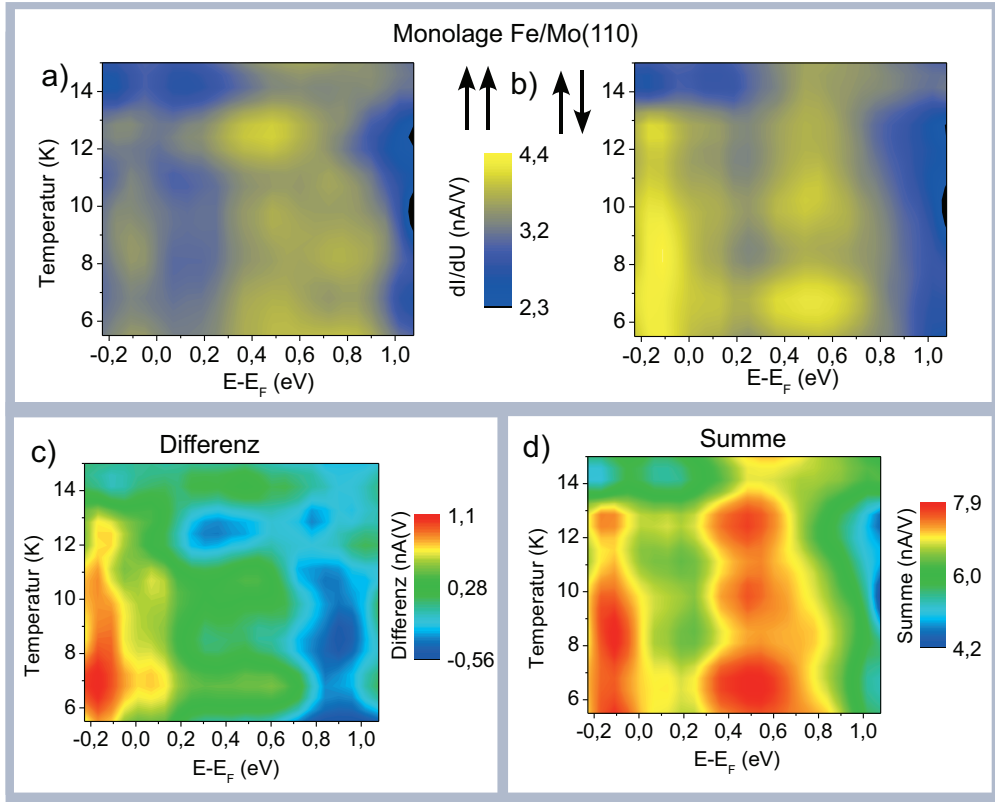 Monolage Fe/Mo(110)
a)
b)
14
12
10
8
6
Temperatur (K)
-0,2 0,0 0,2 0,4 0,6 0,8 1,0
E-E_F (eV)
4,4
3,2
2,3
dI/dU (nA/V)
14
12
10
8
6
-0,2 0,0 0,2 0,4 0,6 0,8 1,0
E-E_F (eV)
c)
Differenz
14
12
10
8
6
Temperatur (K)
-0,2 0,0 0,2 0,4 0,6 0,8 1,0
E-E_F (eV)
1,1
0,28
-0,56
Differenz (nA(V)
d)
Summe
14
12
10
8
6
Temperatur (K)
-0,2 0,0 0,2 0,4 0,6 0,8 1,0
E-E_F (eV)
7,9
6,0
4,2
Summe (nA/V)